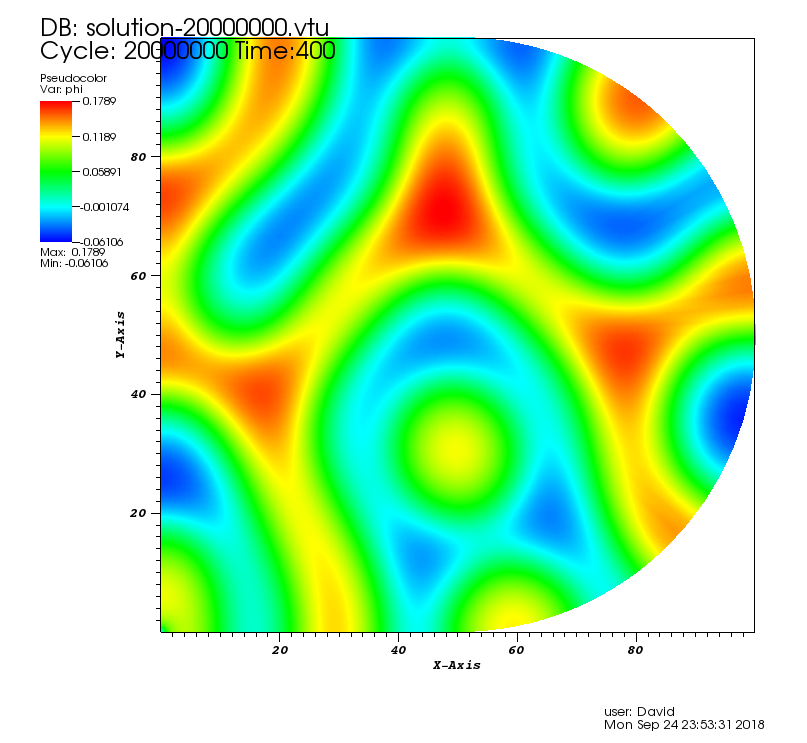 DB: solution-20000000.vtu
Cycle: 20000000 Time:400
Pseudocolor
Var: phi
0.1789
0.1189
0.05891
-0.001074
-0.06106
Max: 0.1789
Min: -0.06106
80
60
40
20
Y-Axis
20 40 60 80
X-Axis
user: David
Mon Sep 24 23:53:31 2018